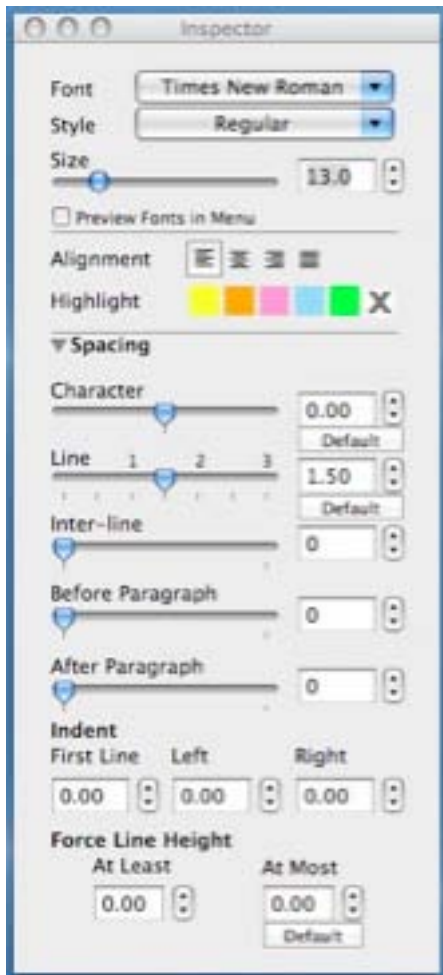 Inspector
Font Times New Roman
Style Regular
Size
13.0
Preview Fonts in Menu
Alignment
Highlight
Spacing
Character
0.00
Default
Line 1 2 3
1.50
Default
Inter-line
0
Before Paragraph
0
After Paragraph
0
Indent
First Line Left Right
0.00 0.00 0.00
Force Line Height
At Least At Most
0.00 0.00
Default